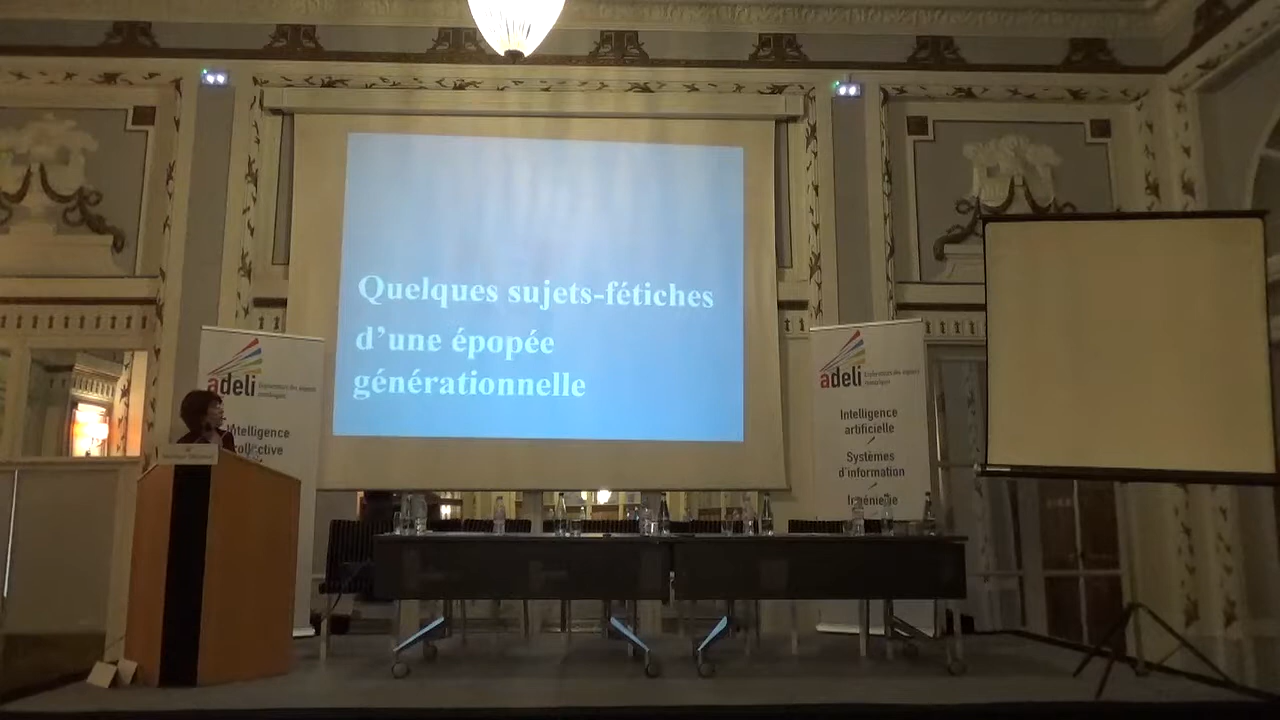 Quelques sujets-fétiches
d'une épopée
générationnelle
adeli
Intelligence
collective
adeli
Intelligence
artificielle
Systèmes
d'information
Ingénierie